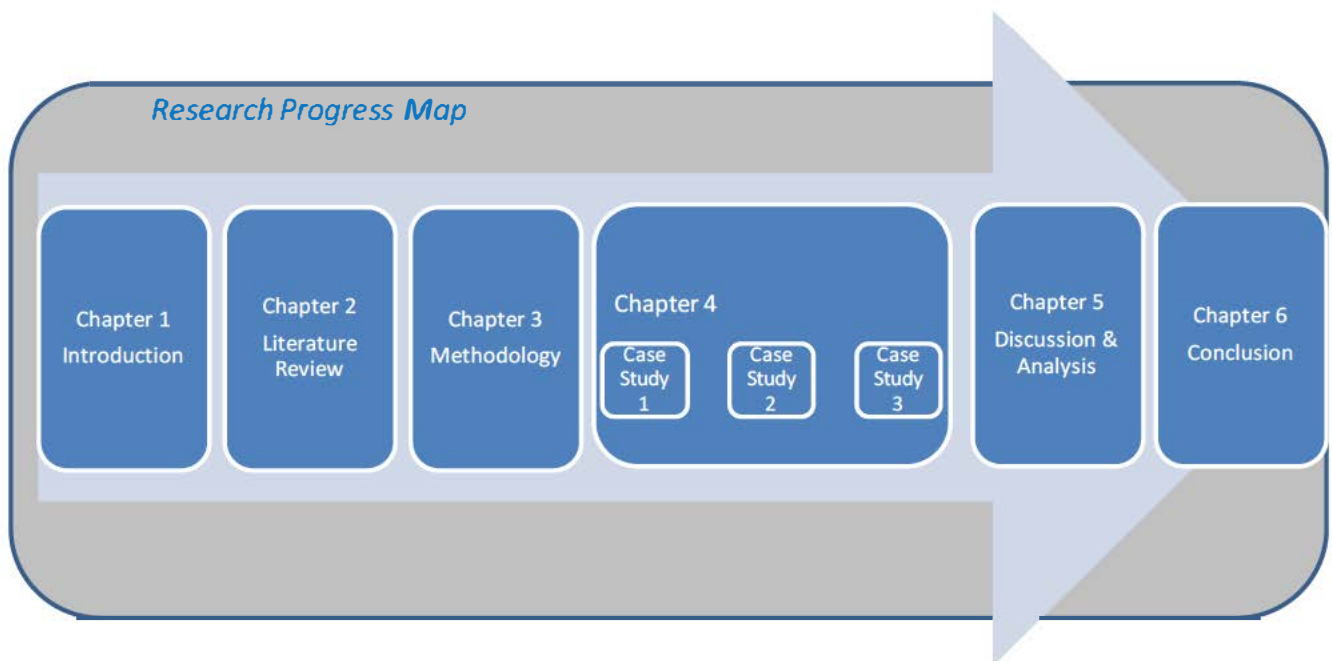 Research Progress Map
Chapter 1
Introduction
Chapter 2
Literature
Review
Chapter 3
Methodology
Chapter 4
Case
Study
1
Case
Study
2
Case
Study
3
Chapter 5
Discussion &
Analysis
Chapter 6
Conclusion